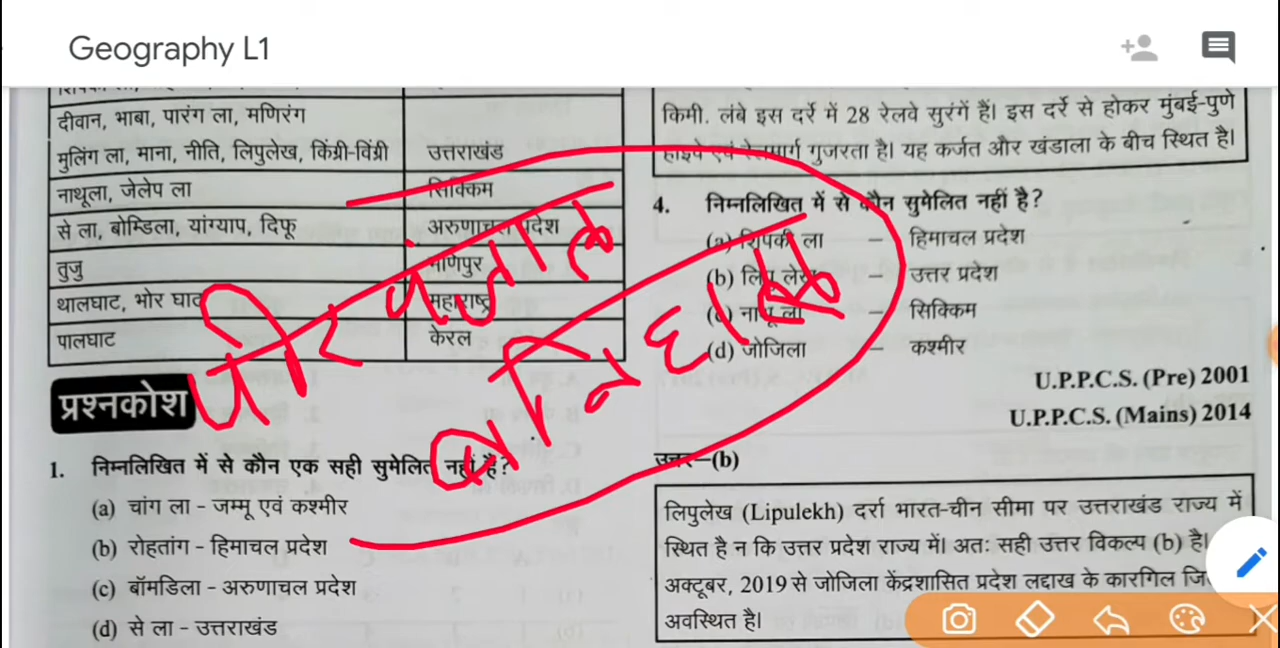 Geography L1
दीवान, भाबा, पारंग ला, मणिरंग
मुलिंग ला, माना, नीति, लिपुलेख, किंग्री-विंग्री उत्तराखंड
नाथूला, जेलेप ला सिक्किम
से ला, बोम्डिला, यांग्याप, दिफू अरुणाचल प्रदेश
तुजु मणिपुर
थालघाट, भोर घाट महाराष्ट्र
पालघाट केरल
प्रश्नकोश
1. निम्नलिखित में से कौन एक सही सुमेलित नहीं है?
(a) चांग ला - जम्मू एवं कश्मीर
(b) रोहतांग - हिमाचल प्रदेश
(c) बॉमडिला - अरुणाचल प्रदेश
(d) से ला - उत्तराखंड
किमी. लंबे इस दर्रे में 28 रेलवे सुरंगें हैं। इस दर्रे से होकर मुंबई-पुणे
हाइवे एवं रेलमार्ग गुजरता है। यह कर्जत और खंडाला के बीच स्थित है।
4. निम्नलिखित में से कौन सुमेलित नहीं है?
(a) शिपकी ला – हिमाचल प्रदेश
(b) लिपु लेख – उत्तर प्रदेश
(c) नाथू ला – सिक्किम
(d) जोजिला – कश्मीर
U.P.P.C.S. (Pre) 2001
U.P.P.C.S. (Mains) 2014
उत्तर—(b)
लिपुलेख (Lipulekh) दर्रा भारत-चीन सीमा पर उत्तराखंड राज्य में
स्थित है न कि उत्तर प्रदेश राज्य में। अतः सही उत्तर विकल्प (b) है।
अक्टूबर, 2019 से जोजिला केंद्रशासित प्रदेश लद्दाख के कारगिल जि
अवस्थित है।
पीर पंजाल